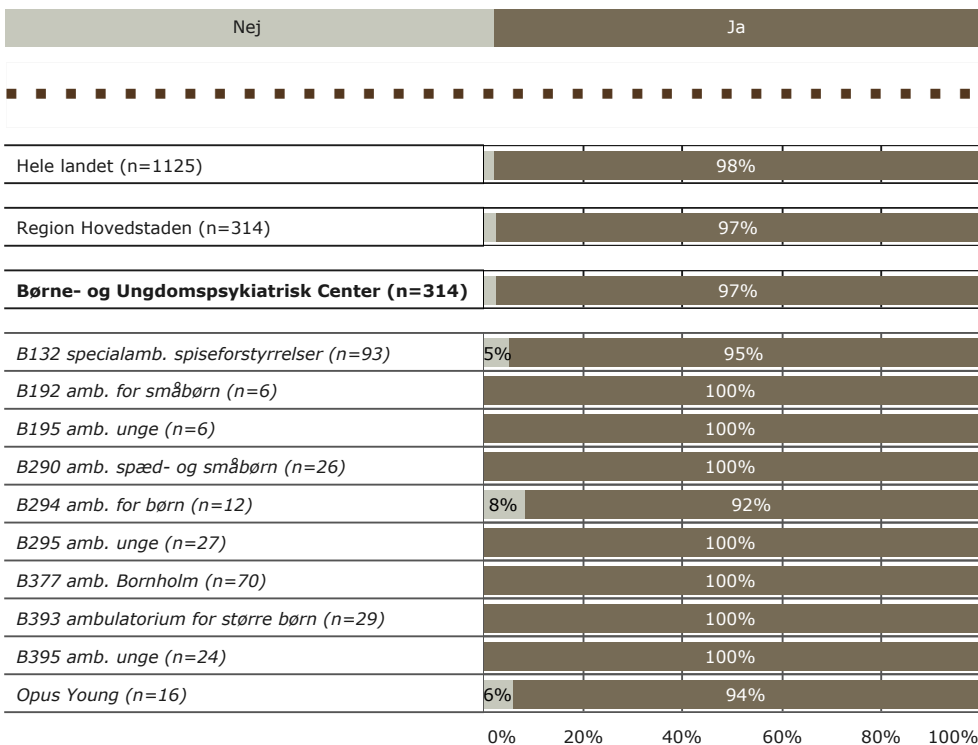 Nej Ja
Hele landet (n=1125) 98%
Region Hovedstaden (n=314) 97%
Børne- og Ungdomspsykiatrisk Center (n=314) 97%
B132 specialamb. spiseforstyrrelser (n=93) 5% 95%
B192 amb. for småbørn (n=6) 100%
B195 amb. unge (n=6) 100%
B290 amb. spæd- og småbørn (n=26) 100%
B294 amb. for børn (n=12) 8% 92%
B295 amb. unge (n=27) 100%
B377 amb. Bornholm (n=70) 100%
B393 ambulatorium for større børn (n=29) 100%
B395 amb. unge (n=24) 100%
Opus Young (n=16) 6% 94%
0% 20% 40% 60% 80% 100%